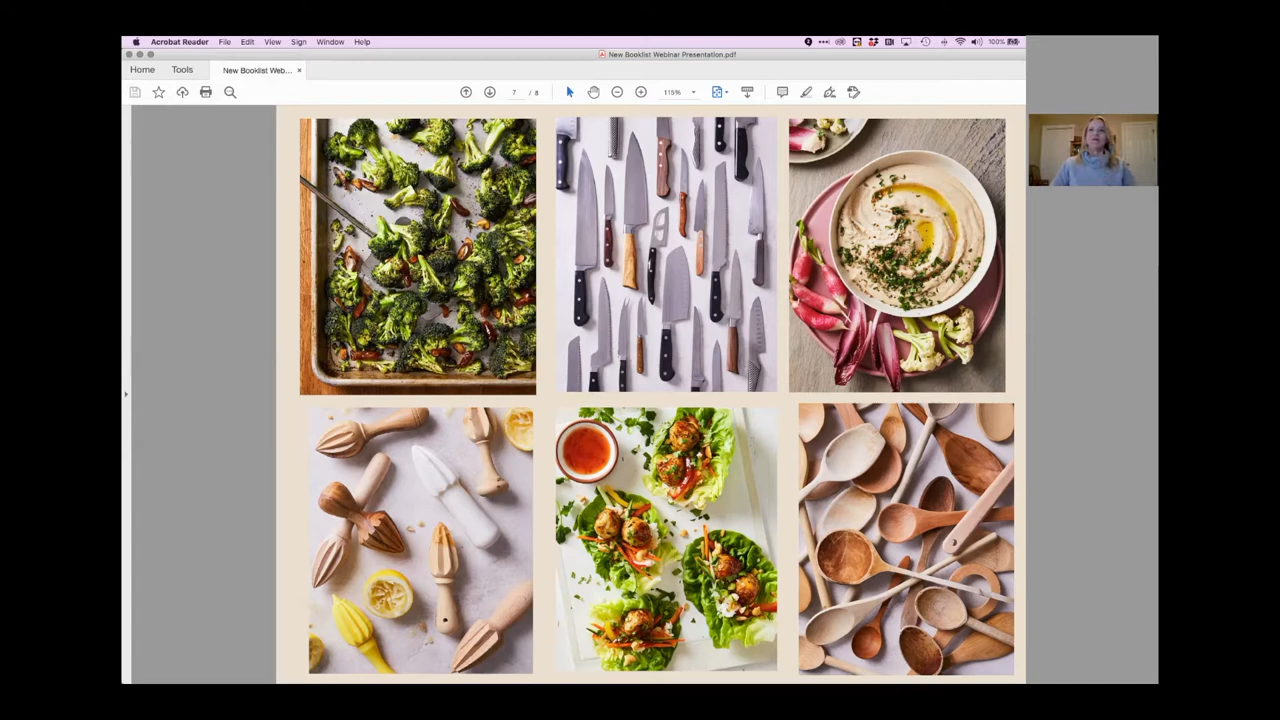 Acrobat Reader File Edit View Sign Window Help 100%
New Booklist Webinar Presentation.pdf
Home Tools New Booklist Web... ×
7 / 8 115%